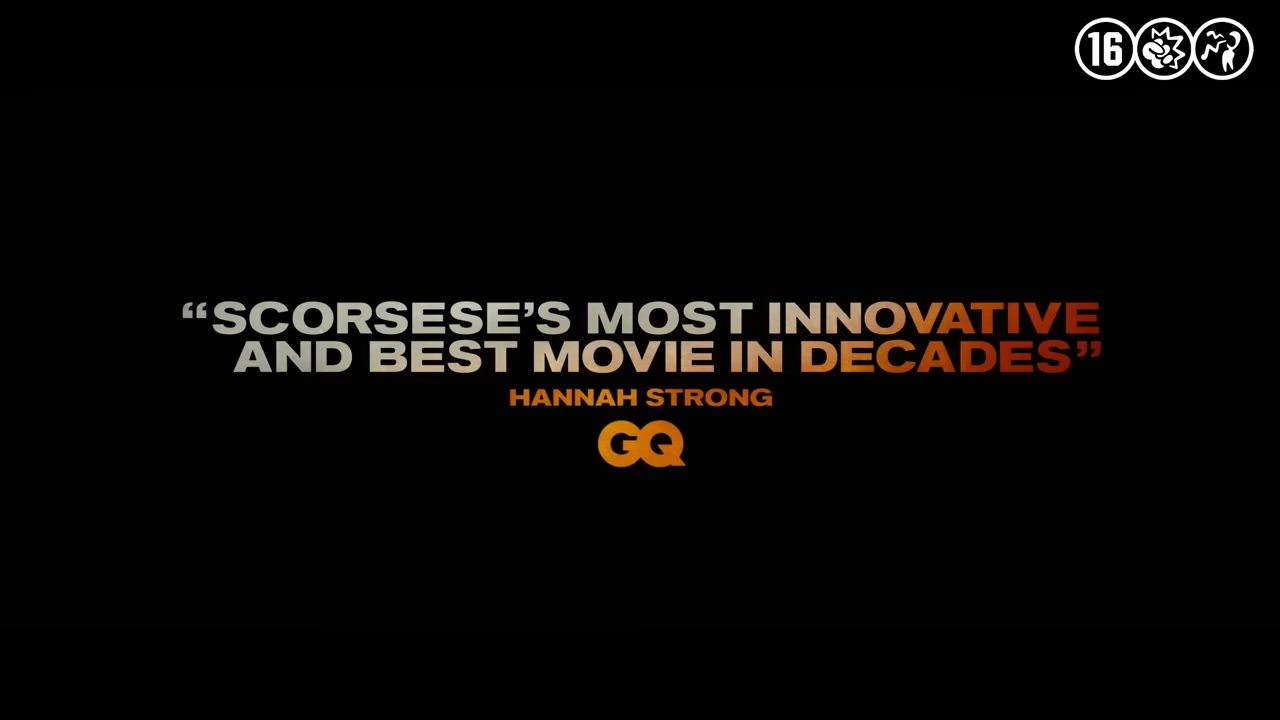 16
“SCORSESE’S MOST INNOVATIVE
AND BEST MOVIE IN DECADES”
HANNAH STRONG
GQ